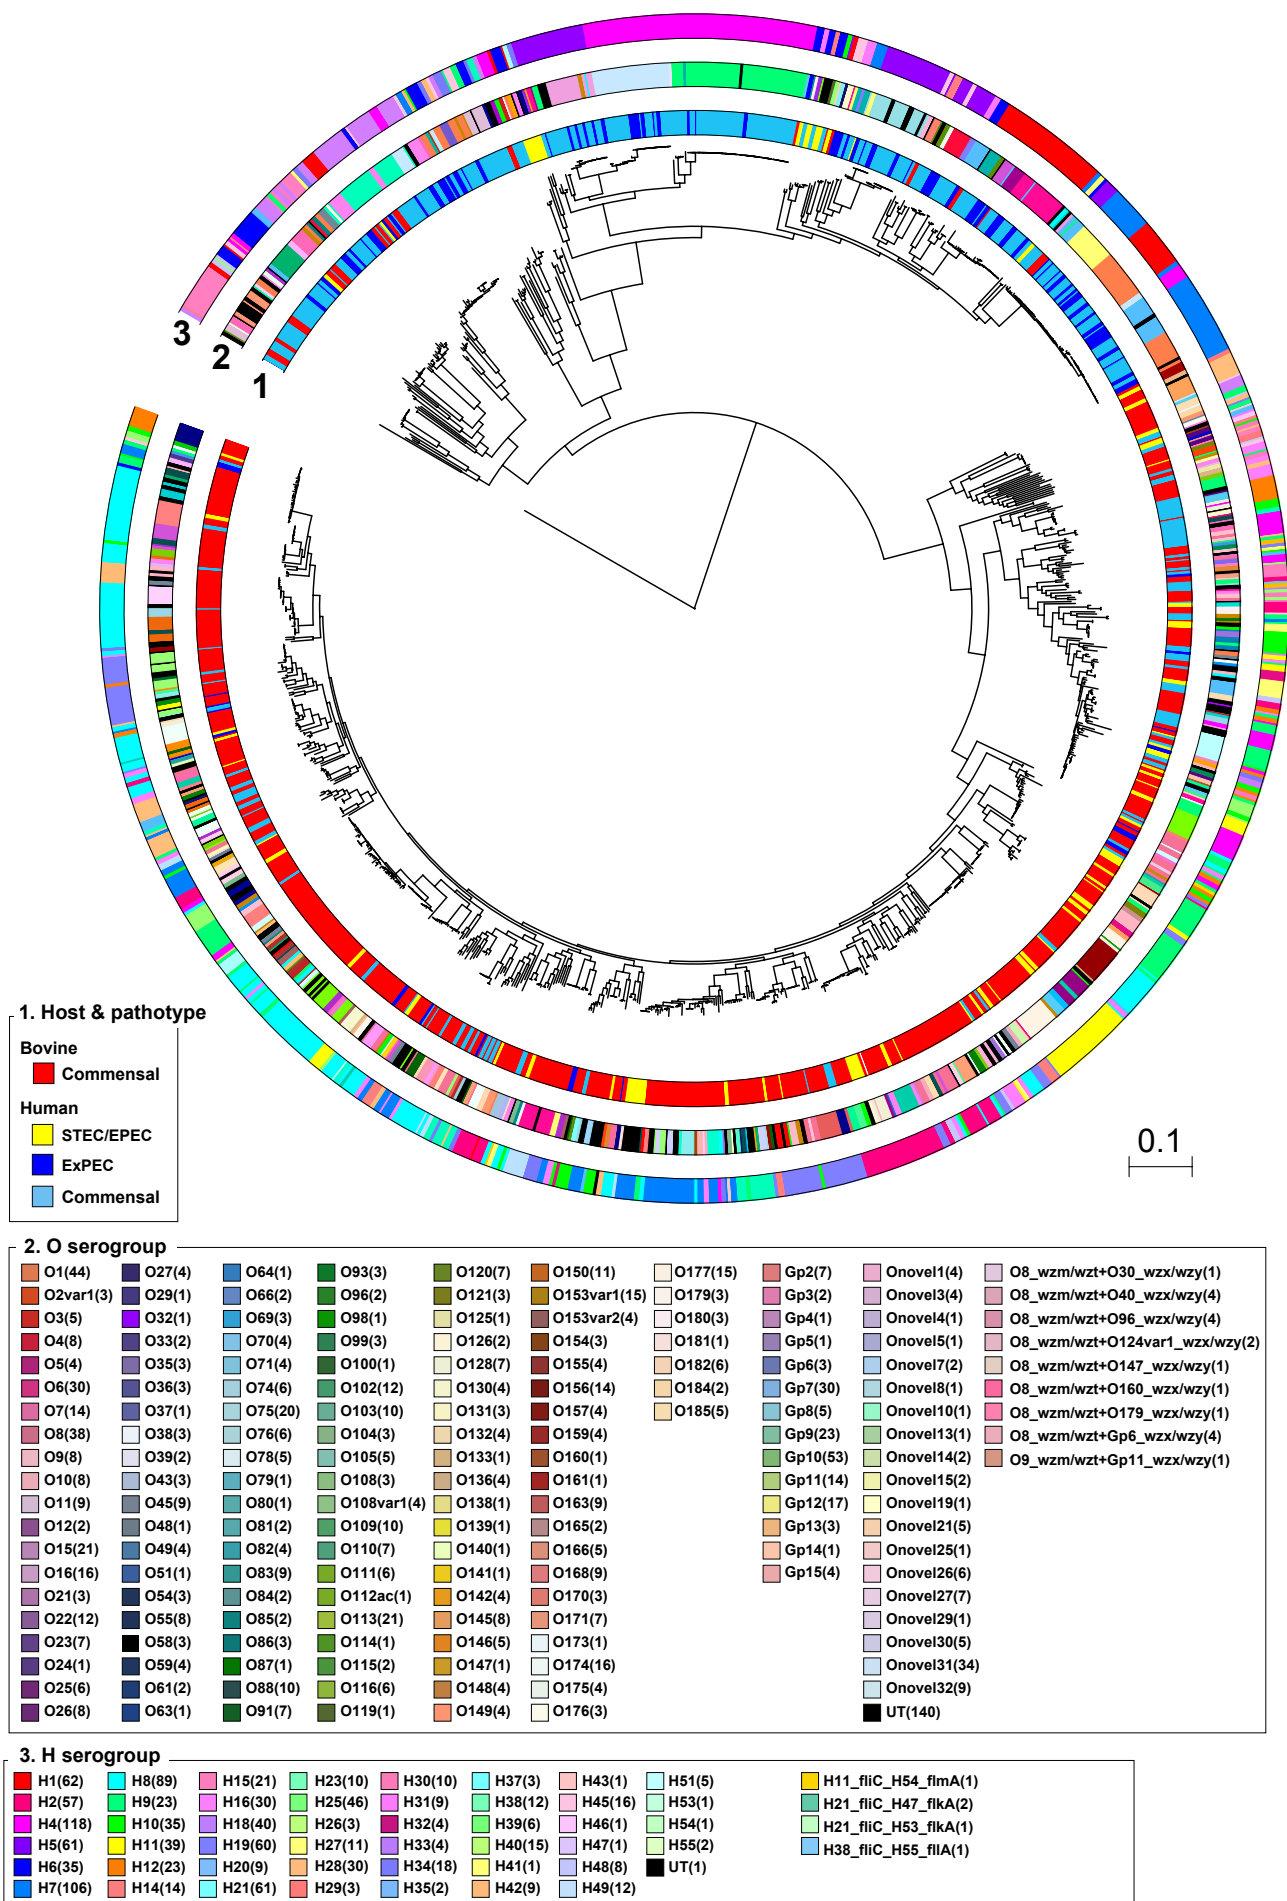 3
2
1
1. Host & pathotype
Bovine
Commensal
Human
STEC/EPEC
ExPEC
Commensal
0.1
2. O serogroup
O1(44)
O2var1(3)
O3(5)
O4(8)
O5(4)
O6(30)
O7(14)
O8(38)
O9(8)
O10(8)
O11(9)
O12(2)
O15(21)
O16(16)
O21(3)
O22(12)
O23(7)
O24(1)
O25(6)
O26(8)
O27(4)
O29(1)
O32(1)
O33(2)
O35(3)
O36(3)
O37(1)
O38(3)
O39(2)
O43(3)
O45(9)
O48(1)
O49(4)
O51(1)
O54(3)
O55(8)
O58(3)
O59(4)
O61(2)
O63(1)
O64(1)
O66(2)
O69(3)
O70(4)
O71(4)
O74(6)
O75(20)
O76(6)
O78(5)
O79(1)
O80(1)
O81(2)
O82(4)
O83(9)
O84(2)
O85(2)
O86(3)
O87(1)
O88(10)
O91(7)
O93(3)
O96(2)
O98(1)
O99(3)
O100(1)
O102(12)
O103(10)
O104(3)
O105(5)
O108(3)
O108var1(4)
O109(10)
O110(7)
O111(6)
O112ac(1)
O113(21)
O114(1)
O115(2)
O116(6)
O119(1)
O120(7)
O121(3)
O125(1)
O126(2)
O128(7)
O130(4)
O131(3)
O132(4)
O133(1)
O136(4)
O138(1)
O139(1)
O140(1)
O141(1)
O142(4)
O145(8)
O146(5)
O147(1)
O148(4)
O149(4)
O150(11)
O153var1(15)
O153var2(4)
O154(3)
O155(4)
O156(14)
O157(4)
O159(4)
O160(1)
O161(1)
O163(9)
O165(2)
O166(5)
O168(9)
O170(3)
O171(7)
O173(1)
O174(16)
O175(4)
O176(3)
O177(15)
O179(3)
O180(3)
O181(1)
O182(6)
O184(2)
O185(5)
Gp2(7)
Gp3(2)
Gp4(1)
Gp5(1)
Gp6(3)
Gp7(30)
Gp8(5)
Gp9(23)
Gp10(53)
Gp11(14)
Gp12(17)
Gp13(3)
Gp14(1)
Gp15(4)
Onovel1(4)
Onovel3(4)
Onovel4(1)
Onovel5(1)
Onovel7(2)
Onovel8(1)
Onovel10(1)
Onovel13(1)
Onovel14(2)
Onovel15(2)
Onovel19(1)
Onovel21(5)
Onovel25(1)
Onovel26(6)
Onovel27(7)
Onovel29(1)
Onovel30(5)
Onovel31(34)
Onovel32(9)
UT(140)
O8_wzm/wzt+O30_wzx/wzy(1)
O8_wzm/wzt+O40_wzx/wzy(4)
O8_wzm/wzt+O96_wzx/wzy(4)
O8_wzm/wzt+O124var1_wzx/wzy(2)
O8_wzm/wzt+O147_wzx/wzy(1)
O8_wzm/wzt+O160_wzx/wzy(1)
O8_wzm/wzt+O179_wzx/wzy(1)
O8_wzm/wzt+Gp6_wzx/wzy(4)
O9_wzm/wzt+Gp11_wzx/wzy(1)
3. H serogroup
H1(62)
H2(57)
H4(118)
H5(61)
H6(35)
H7(106)
H8(89)
H9(23)
H10(35)
H11(39)
H12(23)
H14(14)
H15(21)
H16(30)
H18(40)
H19(60)
H20(9)
H21(61)
H23(10)
H25(46)
H26(3)
H27(11)
H28(30)
H29(3)
H30(10)
H31(9)
H32(4)
H33(4)
H34(18)
H35(2)
H37(3)
H38(12)
H39(6)
H40(15)
H41(1)
H42(9)
H43(1)
H45(16)
H46(1)
H47(1)
H48(8)
H49(12)
H51(5)
H53(1)
H54(1)
H55(2)
UT(1)
H11_fliC_H54_flmA(1)
H21_fliC_H47_flkA(2)
H21_fliC_H53_flkA(1)
H38_fliC_H55_fllA(1)